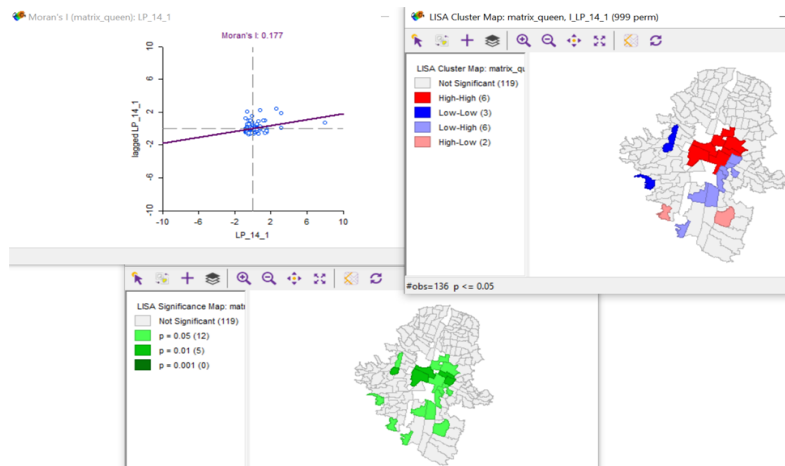 Moran's I (matrix_queen): LP_14_1
Moran's I: 0.177
10
6
2
-2
-6
-10
lagged LP_14_1
-10 -6 -2 2 6 10
LP_14_1
LISA Cluster Map: matrix_queen, I_LP_14_1 (999 perm)
LISA Cluster Map: matrix_qu
Not Significant (119)
High-High (6)
Low-Low (3)
Low-High (6)
High-Low (2)
#obs=136 p <= 0.05
LISA Significance Map: mat
Not Significant (119)
p = 0.05 (12)
p = 0.01 (5)
p = 0.001 (0)